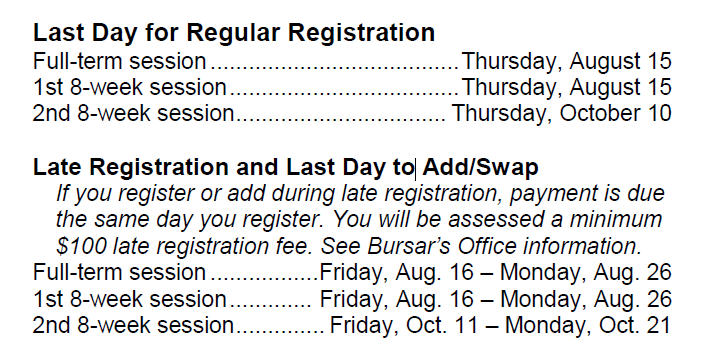 Last Day for Regular Registration
Full-term session ......................................Thursday, August 15
1st 8-week session...................................Thursday, August 15
2nd 8-week session................................ Thursday, October 10
Late Registration and Last Day to Add/Swap
If you register or add during late registration, payment is due
the same day you register. You will be assessed a minimum
$100 late registration fee. See Bursar’s Office information.
Full-term session ................Friday, Aug. 16 – Monday, Aug. 26
1st 8-week session............. Friday, Aug. 16 – Monday, Aug. 26
2nd 8-week session.............. Friday, Oct. 11 – Monday, Oct. 21